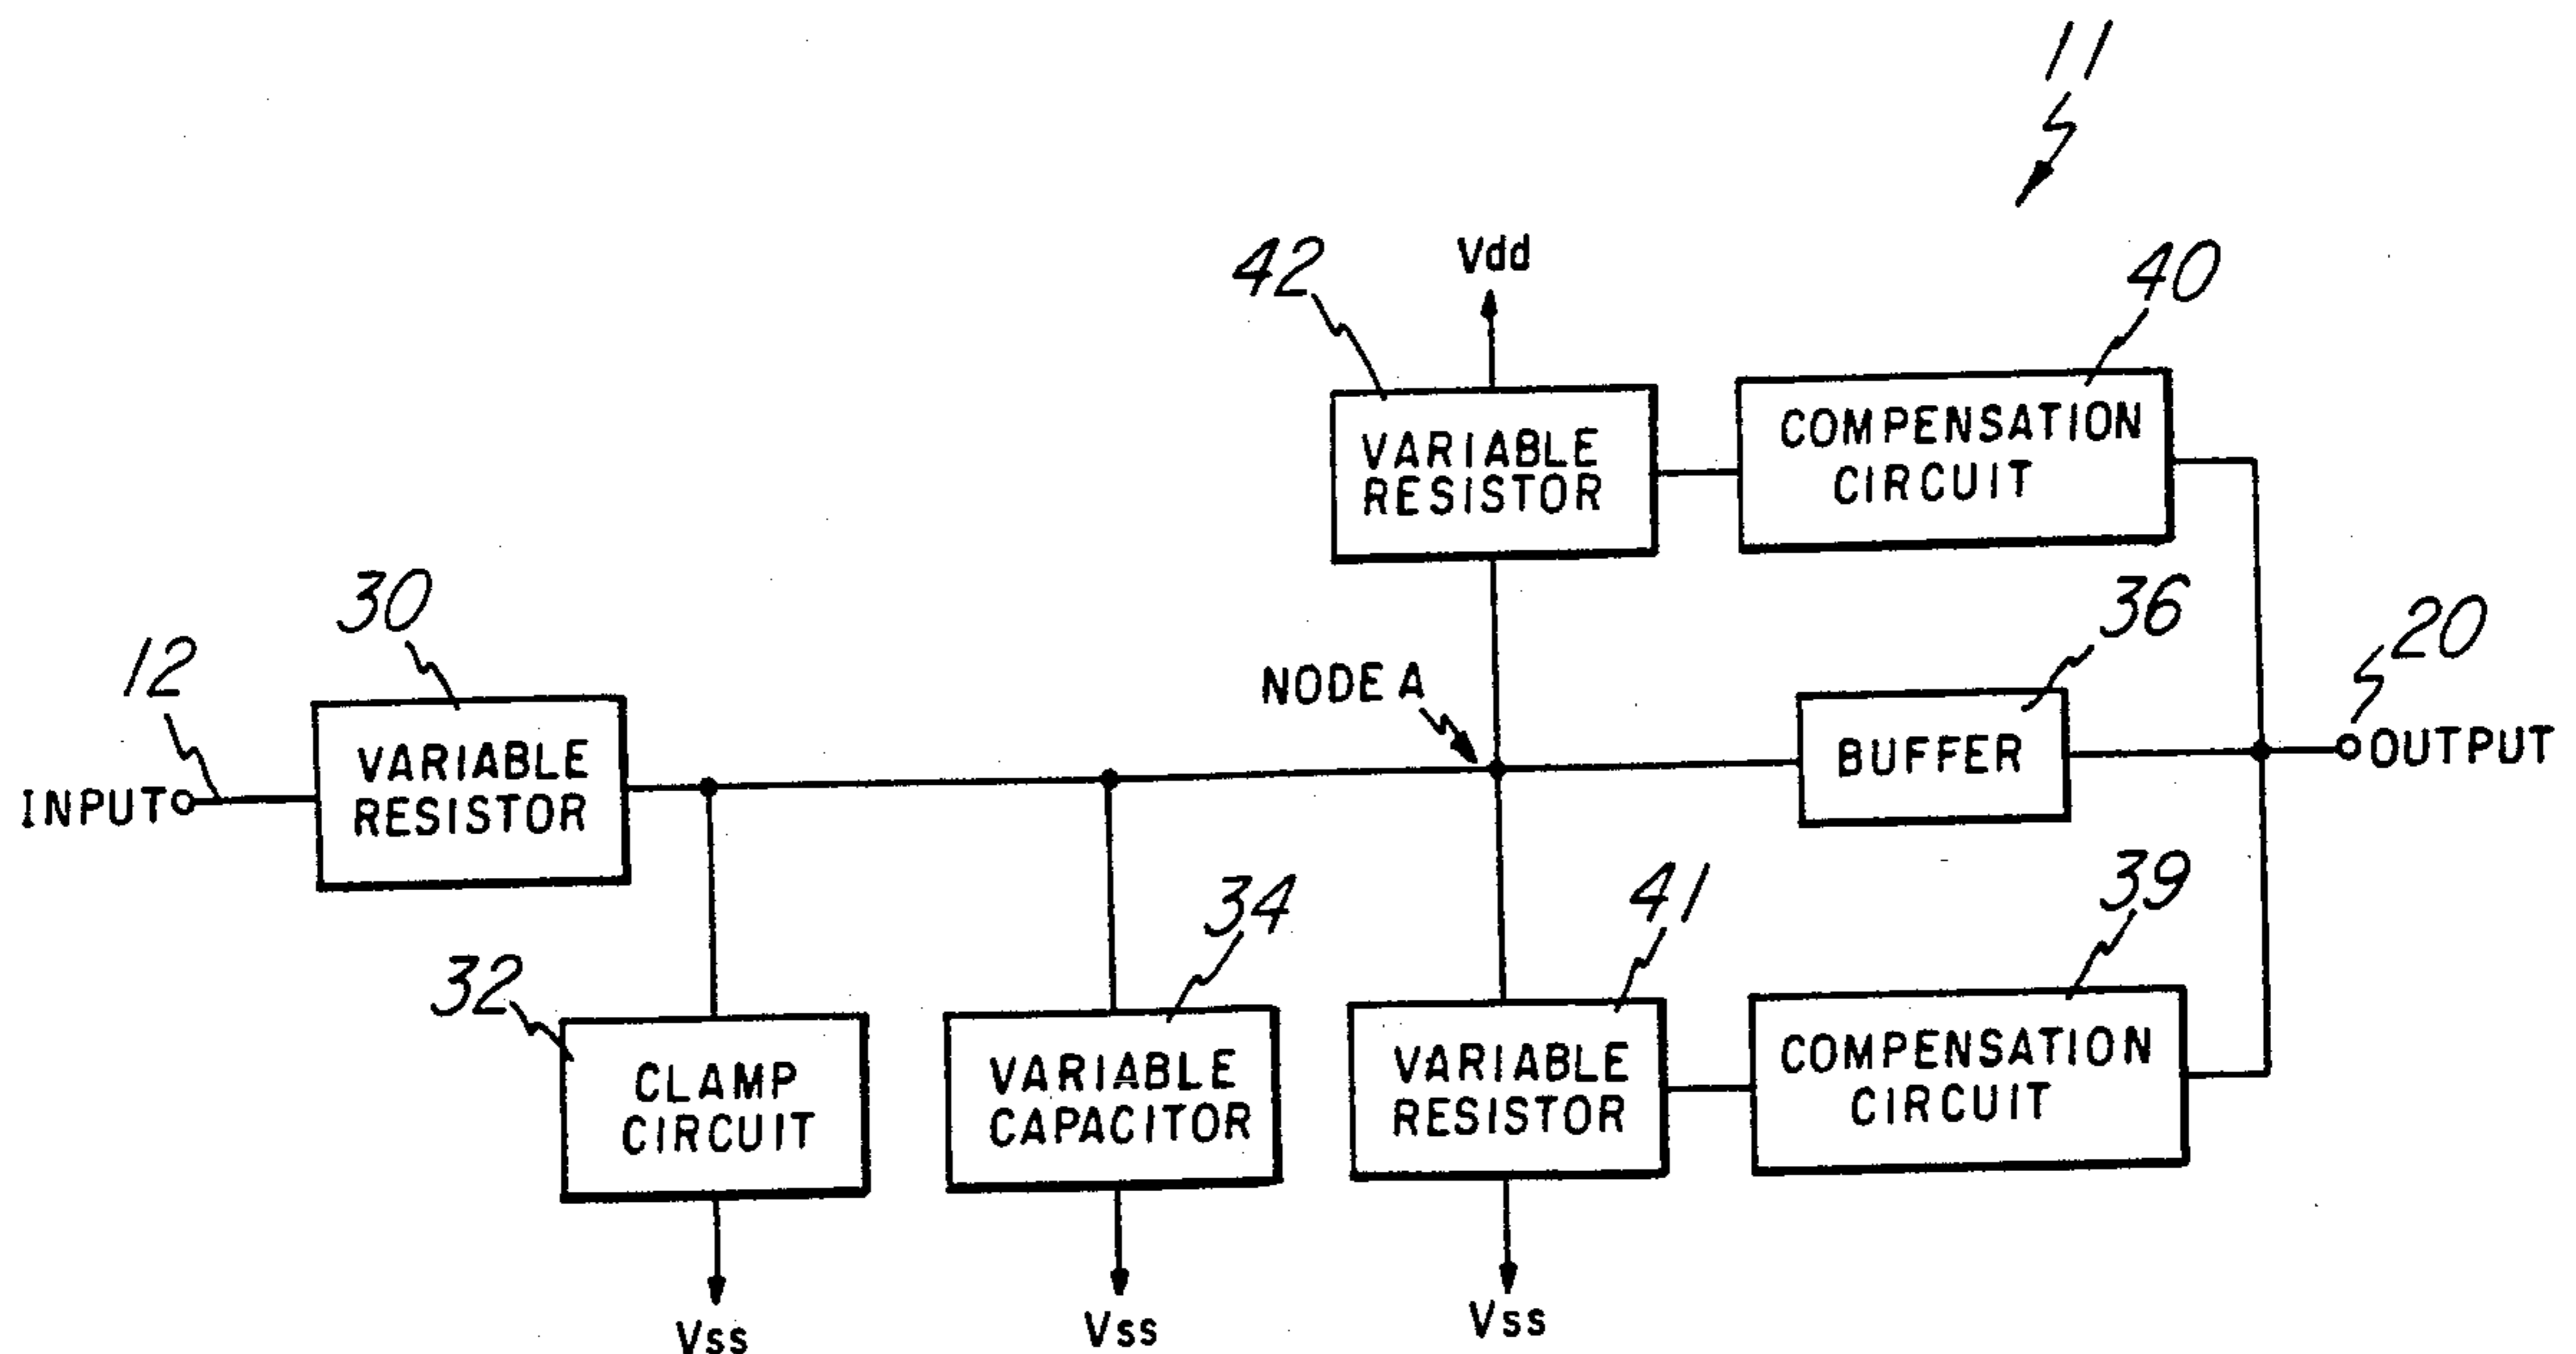 11
42
Vdd
40
VARIABLE
RESISTOR
COMPENSATION
CIRCUIT
30
12
36
20
NODE A
INPUT
VARIABLE
RESISTOR
BUFFER
OUTPUT
32
34
41
39
CLAMP
CIRCUIT
VARIABLE
CAPACITOR
VARIABLE
RESISTOR
COMPENSATION
CIRCUIT
Vss
Vss
Vss